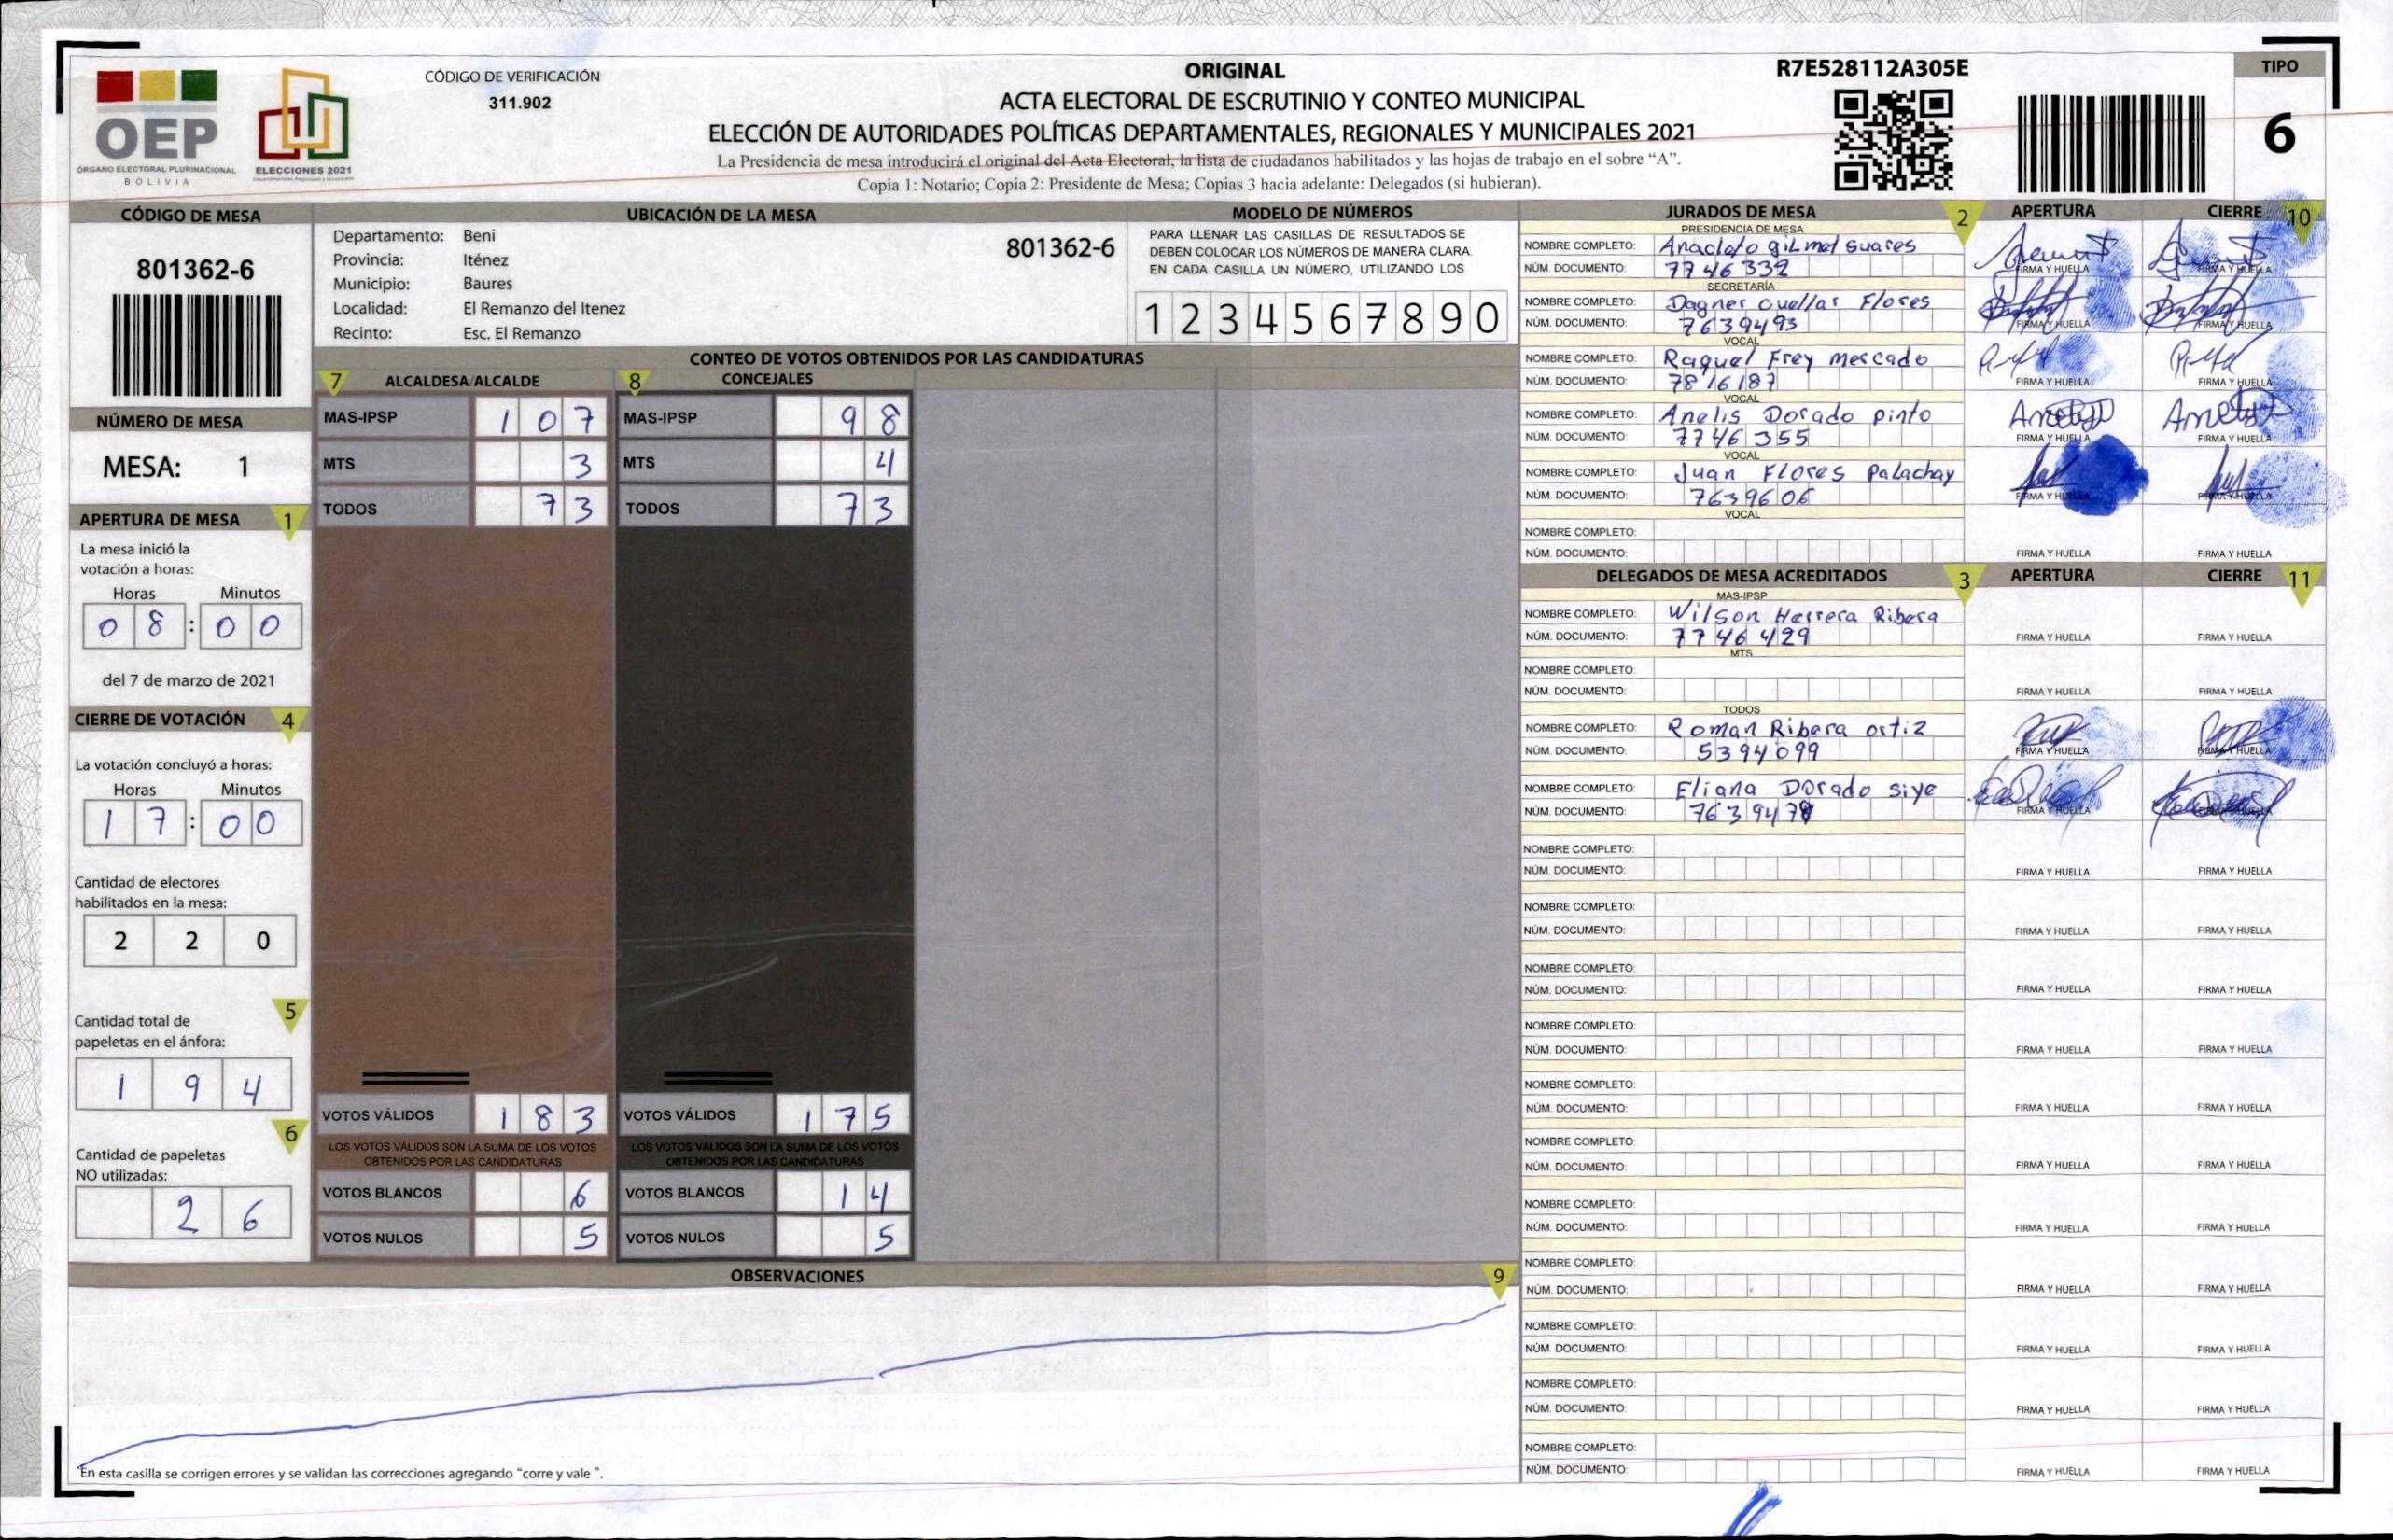 OEP
ÓRGANO ELECTORAL PLURINACIONAL
BOLIVIA
ELECCIONES 2021
CÓDIGO DE VERIFICACIÓN
311.902
ORIGINAL
ACTA ELECTORAL DE ESCRUTINIO Y CONTEO MUNICIPAL
ELECCIÓN DE AUTORIDADES POLÍTICAS DEPARTAMENTALES, REGIONALES Y MUNICIPALES 2021
La Presidencia de mesa introducirá el original del Acta Electoral, la lista de ciudadanos habilitados y las hojas de trabajo en el sobre “A”.
Copia 1: Notario; Copia 2: Presidente de Mesa; Copias 3 hacia adelante: Delegados (si hubieran).
R7E528112A305E
TIPO
6
CÓDIGO DE MESA
801362-6
NÚMERO DE MESA
MESA: 1
APERTURA DE MESA 1
La mesa inició la
votación a horas:
Horas Minutos
08:00
del 7 de marzo de 2021
CIERRE DE VOTACIÓN 4
La votación concluyó a horas:
Horas Minutos
17:00
Cantidad de electores
habilitados en la mesa:
220
5
Cantidad total de
papeletas en el ánfora:
194
6
Cantidad de papeletas
NO utilizadas:
26
UBICACIÓN DE LA MESA
Departamento: Beni
801362-6
Provincia: Iténez
Municipio: Baures
Localidad: El Remanzo del Itenez
Recinto: Esc. El Remanzo
MODELO DE NÚMEROS
PARA LLENAR LAS CASILLAS DE RESULTADOS SE
DEBEN COLOCAR LOS NÚMEROS DE MANERA CLARA
EN CADA CASILLA UN NÚMERO, UTILIZANDO LOS
1 2 3 4 5 6 7 8 9 0
CONTEO DE VOTOS OBTENIDOS POR LAS CANDIDATURAS
7 ALCALDESA/ALCALDE
MAS-IPSP 107
MTS 3
TODOS 73
VOTOS VÁLIDOS 183
LOS VOTOS VÁLIDOS SON LA SUMA DE LOS VOTOS
OBTENIDOS POR LAS CANDIDATURAS
VOTOS BLANCOS 6
VOTOS NULOS 5
8 CONCEJALES
MAS-IPSP 98
MTS 4
TODOS 73
VOTOS VÁLIDOS 175
LOS VOTOS VÁLIDOS SON LA SUMA DE LOS VOTOS
OBTENIDOS POR LAS CANDIDATURAS
VOTOS BLANCOS 14
VOTOS NULOS 5
OBSERVACIONES 9
En esta casilla se corrigen errores y se validan las correcciones agregando “corre y vale ”.
JURADOS DE MESA 2 APERTURA CIERRE 10
PRESIDENCIA DE MESA
NOMBRE COMPLETO: Anacleto gilmel suares
NÚM. DOCUMENTO: 7746339 FIRMA Y HUELLA FIRMA Y HUELLA
SECRETARÍA
NOMBRE COMPLETO: Dagner cuellar Flores
NÚM. DOCUMENTO: 7639493 FIRMA Y HUELLA FIRMA Y HUELLA
VOCAL
NOMBRE COMPLETO: Raquel Frey mercado
NÚM. DOCUMENTO: 7816187 FIRMA Y HUELLA FIRMA Y HUELLA
VOCAL
NOMBRE COMPLETO: Anelis Dorado pinto
NÚM. DOCUMENTO: 7746355 FIRMA Y HUELLA FIRMA Y HUELLA
VOCAL
NOMBRE COMPLETO: Juan Flores Palachay
NÚM. DOCUMENTO: 7639606 FIRMA Y HUELLA FIRMA Y HUELLA
VOCAL
NOMBRE COMPLETO:
NÚM. DOCUMENTO: FIRMA Y HUELLA FIRMA Y HUELLA
DELEGADOS DE MESA ACREDITADOS 3 APERTURA CIERRE 11
MAS-IPSP
NOMBRE COMPLETO: Wilson Herrera Ribera
NÚM. DOCUMENTO: 7746429 FIRMA Y HUELLA FIRMA Y HUELLA
MTS
NOMBRE COMPLETO:
NÚM. DOCUMENTO: FIRMA Y HUELLA FIRMA Y HUELLA
TODOS
NOMBRE COMPLETO: Roman Ribera ortiz
NÚM. DOCUMENTO: 5394099 FIRMA Y HUELLA FIRMA Y HUELLA
NOMBRE COMPLETO: Eliana Dorado siye
NÚM. DOCUMENTO: FIRMA Y HUELLA FIRMA Y HUELLA
NOMBRE COMPLETO:
NÚM. DOCUMENTO: FIRMA Y HUELLA FIRMA Y HUELLA
NOMBRE COMPLETO:
NÚM. DOCUMENTO: FIRMA Y HUELLA FIRMA Y HUELLA
NOMBRE COMPLETO:
NÚM. DOCUMENTO: FIRMA Y HUELLA FIRMA Y HUELLA
NOMBRE COMPLETO:
NÚM. DOCUMENTO: FIRMA Y HUELLA FIRMA Y HUELLA
NOMBRE COMPLETO:
NÚM. DOCUMENTO: FIRMA Y HUELLA FIRMA Y HUELLA
NOMBRE COMPLETO:
NÚM. DOCUMENTO: FIRMA Y HUELLA FIRMA Y HUELLA
NOMBRE COMPLETO:
NÚM. DOCUMENTO: FIRMA Y HUELLA FIRMA Y HUELLA
NOMBRE COMPLETO:
NÚM. DOCUMENTO: FIRMA Y HUELLA FIRMA Y HUELLA
NOMBRE COMPLETO:
NÚM. DOCUMENTO: FIRMA Y HUELLA FIRMA Y HUELLA
NOMBRE COMPLETO:
NÚM. DOCUMENTO: FIRMA Y HUELLA FIRMA Y HUELLA
NOMBRE COMPLETO:
NÚM. DOCUMENTO: FIRMA Y HUELLA FIRMA Y HUELLA